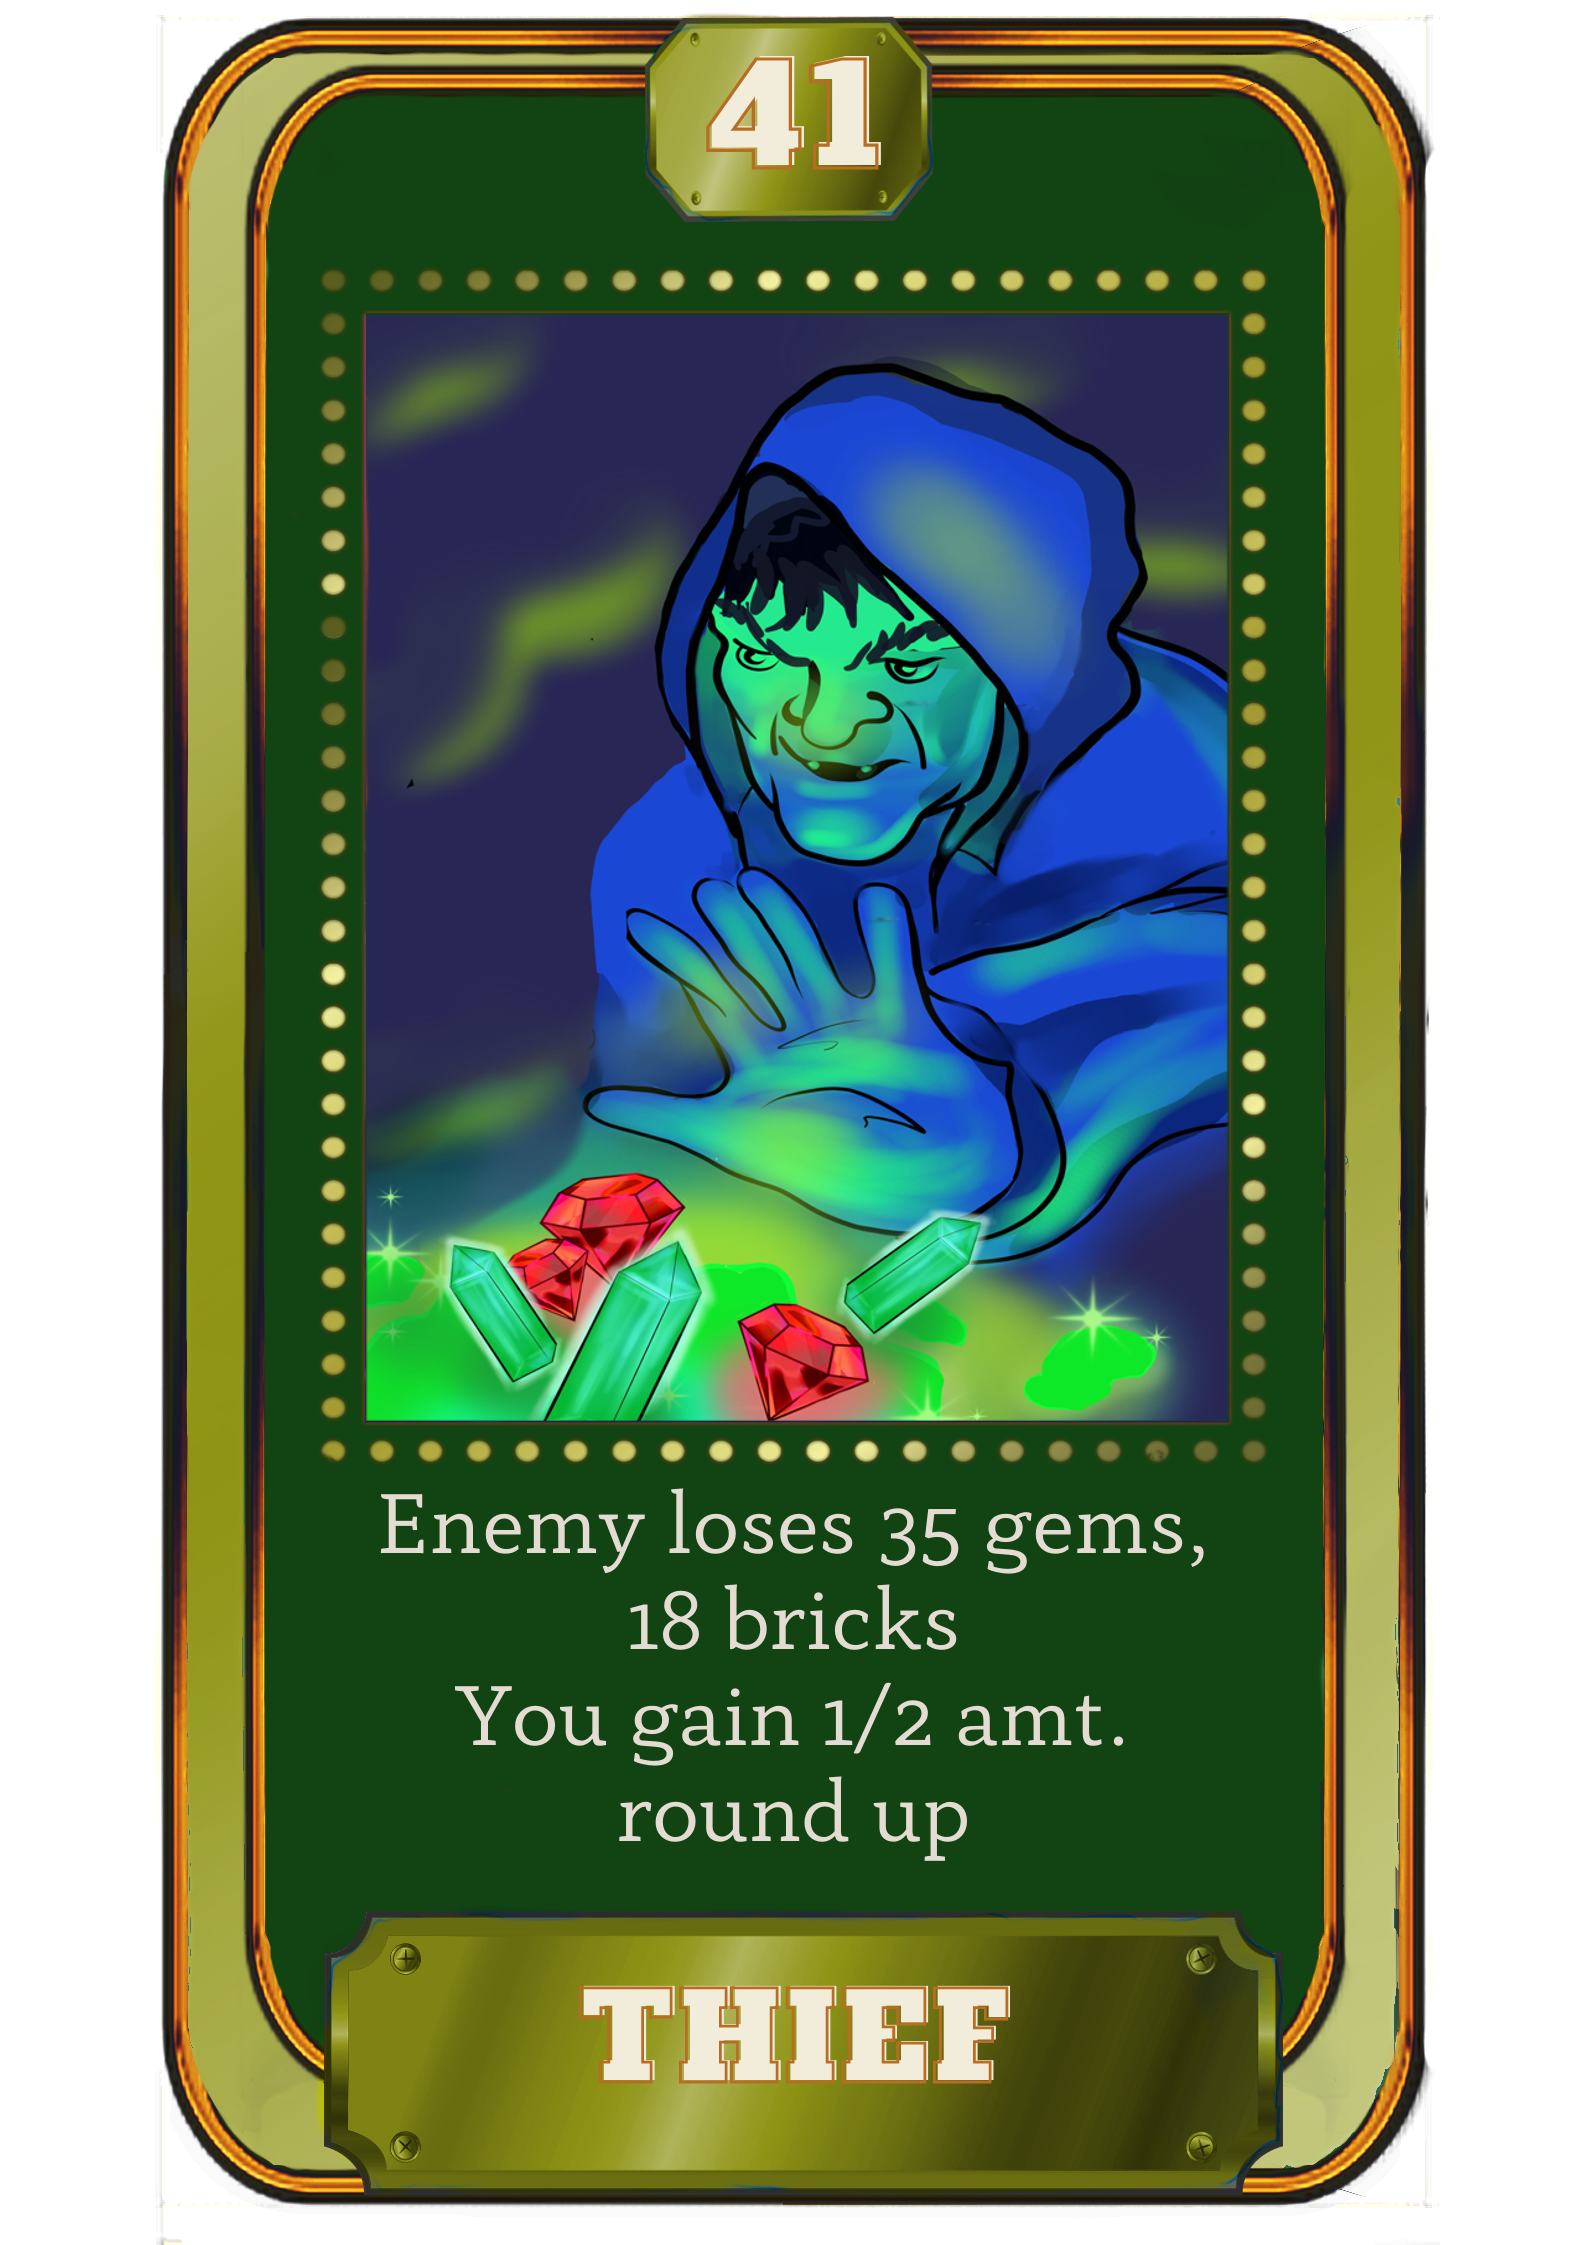 41
Enemy loses 35 gems,
18 bricks
You gain 1/2 amt.
round up
THIEF